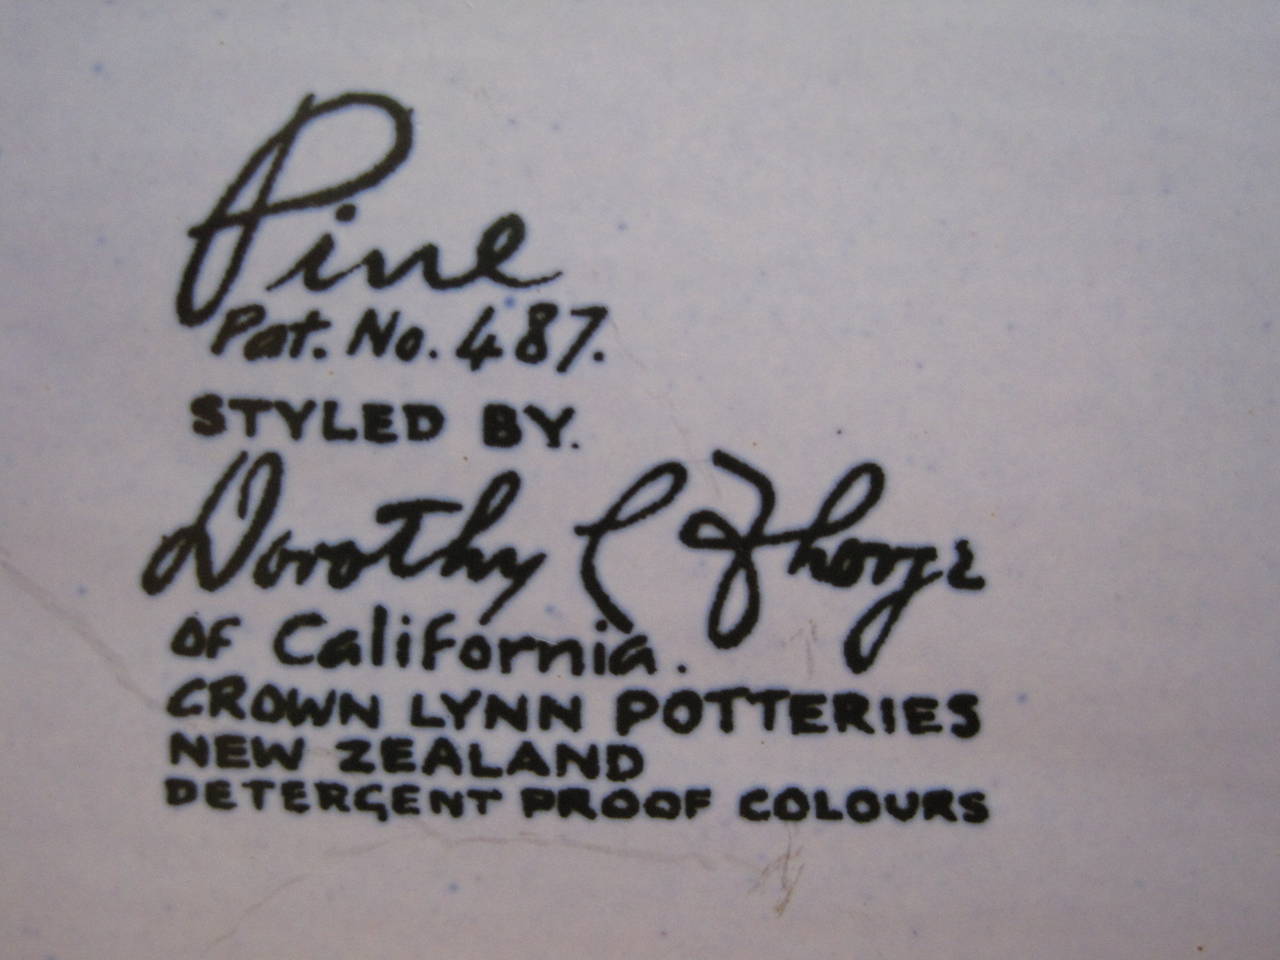 Pine
Pat. No. 487.
STYLED BY.
Dorothy C Thorpe
OF California.
CROWN LYNN POTTERIES
NEW ZEALAND
DETERGENT PROOF COLOURS